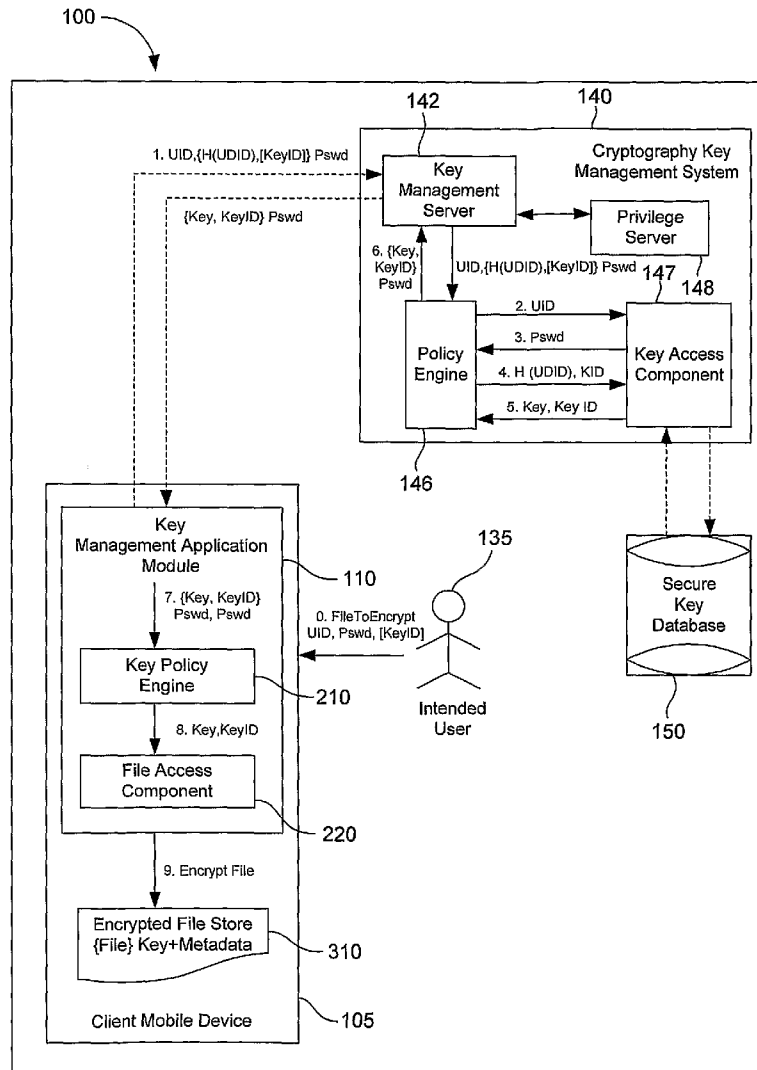 100
142
140
1. UID,{H(UDID),[KeyID]} Pswd
Key
Management
Server
Cryptography Key
Management System
{Key, KeyID} Pswd
Privilege
Server
6. {Key,
KeyID}
Pswd
UID,{H(UDID),[KeyID]} Pswd
147
148
2. UID
3. Pswd
Policy
Engine
Key Access
Component
4. H (UDID), KID
5. Key, Key ID
146
Key
Management Application
Module
110
135
7. {Key, KeyID}
Pswd, Pswd
0. FileToEncrypt
UID, Pswd, [KeyID]
Secure
Key
Database
Key Policy
Engine
210
Intended
User
150
8. Key,KeyID
File Access
Component
220
9. Encrypt File
Encrypted File Store
{File} Key+Metadata
310
Client Mobile Device
105